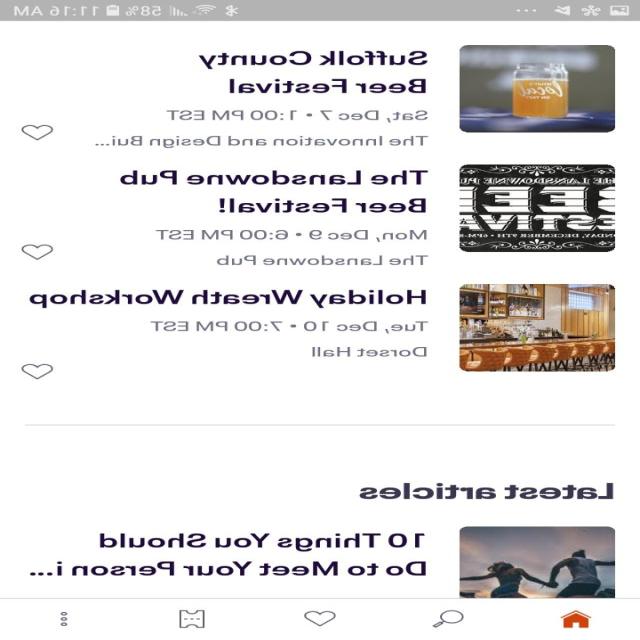 11:16 AM
58%
Suffolk County
Beer Festival
Sat, Dec 7 • 1:00 PM EST
The Innovation and Design Bui...
local
The Lansdowne Pub
Beer Festival!
Mon, Dec 9 • 6:00 PM EST
The Lansdowne Pub
Holiday Wreath Workshop
Tue, Dec 10 • 7:00 PM EST
Dorset Hall
Latest articles
10 Things You Should
Do to Meet Your Person i...